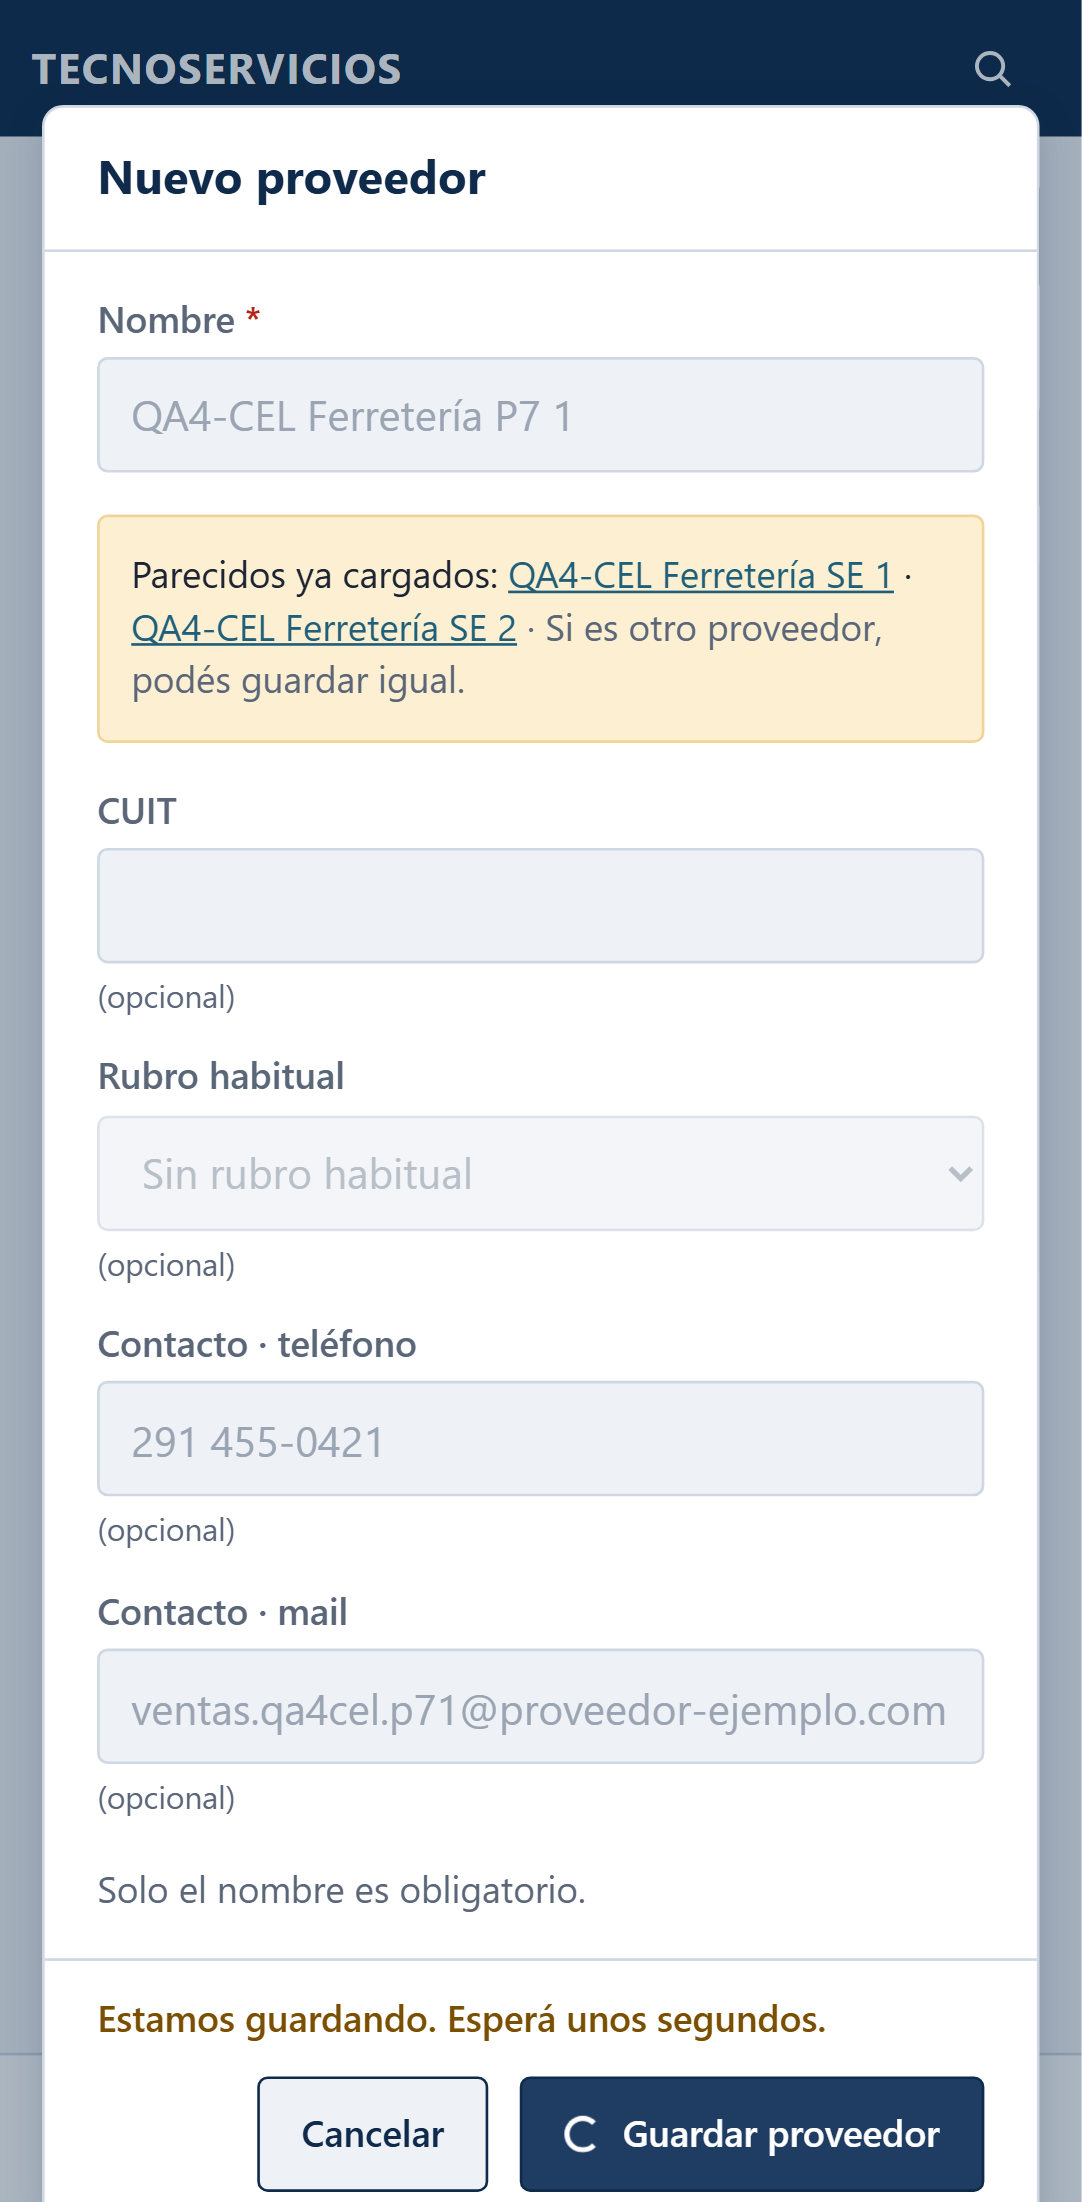 TECNOSERVICIOS
Nuevo proveedor
Nombre *
QA4-CEL Ferretería P7 1
Parecidos ya cargados: QA4-CEL Ferretería SE 1 ·
QA4-CEL Ferretería SE 2 · Si es otro proveedor,
podés guardar igual.
CUIT
(opcional)
Rubro habitual
Sin rubro habitual
(opcional)
Contacto · teléfono
291 455-0421
(opcional)
Contacto · mail
ventas.qa4cel.p71@proveedor-ejemplo.com
(opcional)
Solo el nombre es obligatorio.
Estamos guardando. Esperá unos segundos.
Cancelar
Guardar proveedor